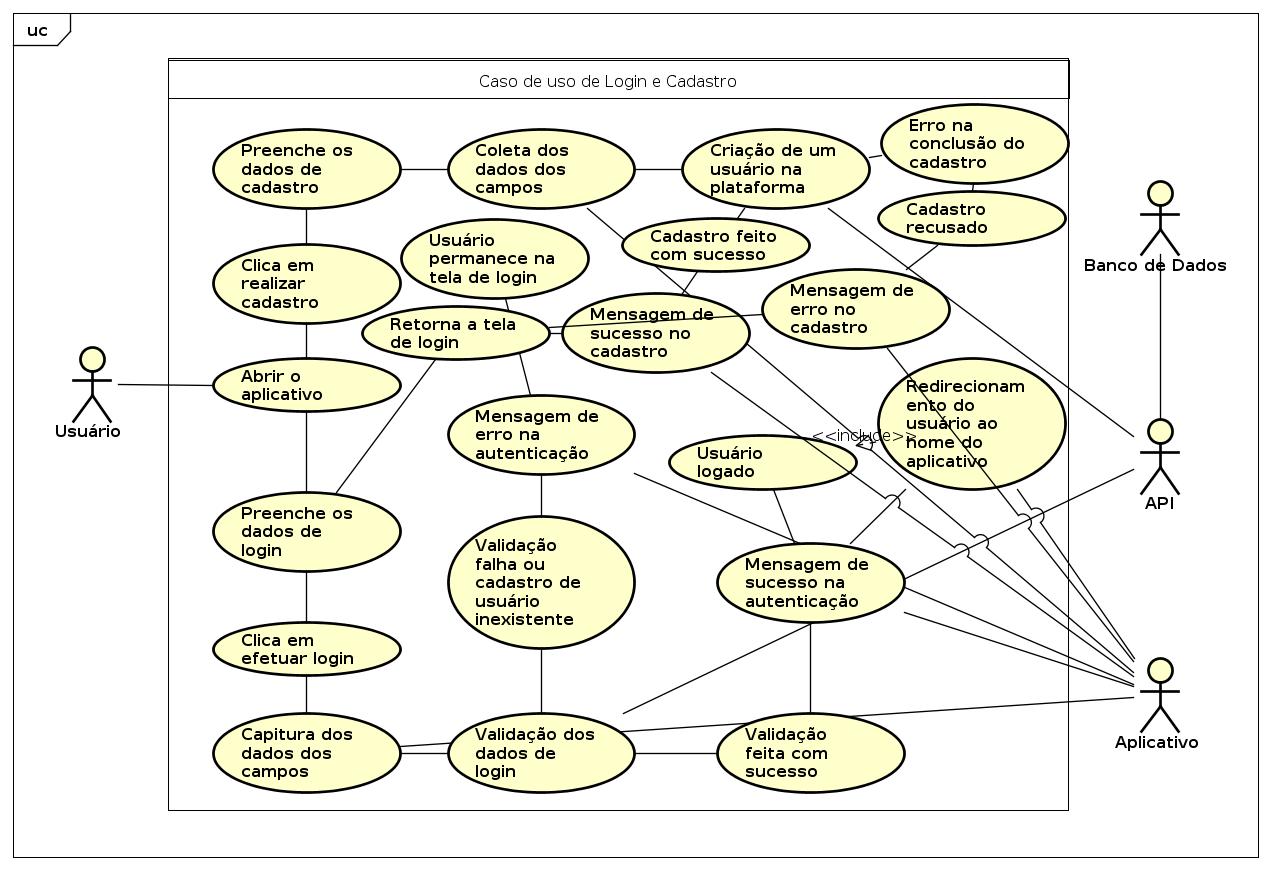 uc
Caso de uso de Login e Cadastro
Preenche os
dados de
cadastro
Coleta dos
dados dos
campos
Criação de um
usuário na
plataforma
Erro na
conclusão do
cadastro
Cadastro
recusado
Usuário
permanece na
tela de login
Cadastro feito
com sucesso
Clica em
realizar
cadastro
Banco de Dados
Retorna a tela
de login
Mensagem de
sucesso no
cadastro
Mensagem de
erro no
cadastro
Abrir o
aplicativo
Usuário
Redirecionam
ento do
usuário ao
home do
aplicativo
<<include>>
Mensagem de
erro na
autenticação
Usuário
logado
API
Preenche os
dados de
login
Validação
falha ou
cadastro de
usuário
inexistente
Mensagem de
sucesso na
autenticação
Clica em
efetuar login
Capitura dos
dados dos
campos
Validação dos
dados de
login
Validação
feita com
sucesso
Aplicativo